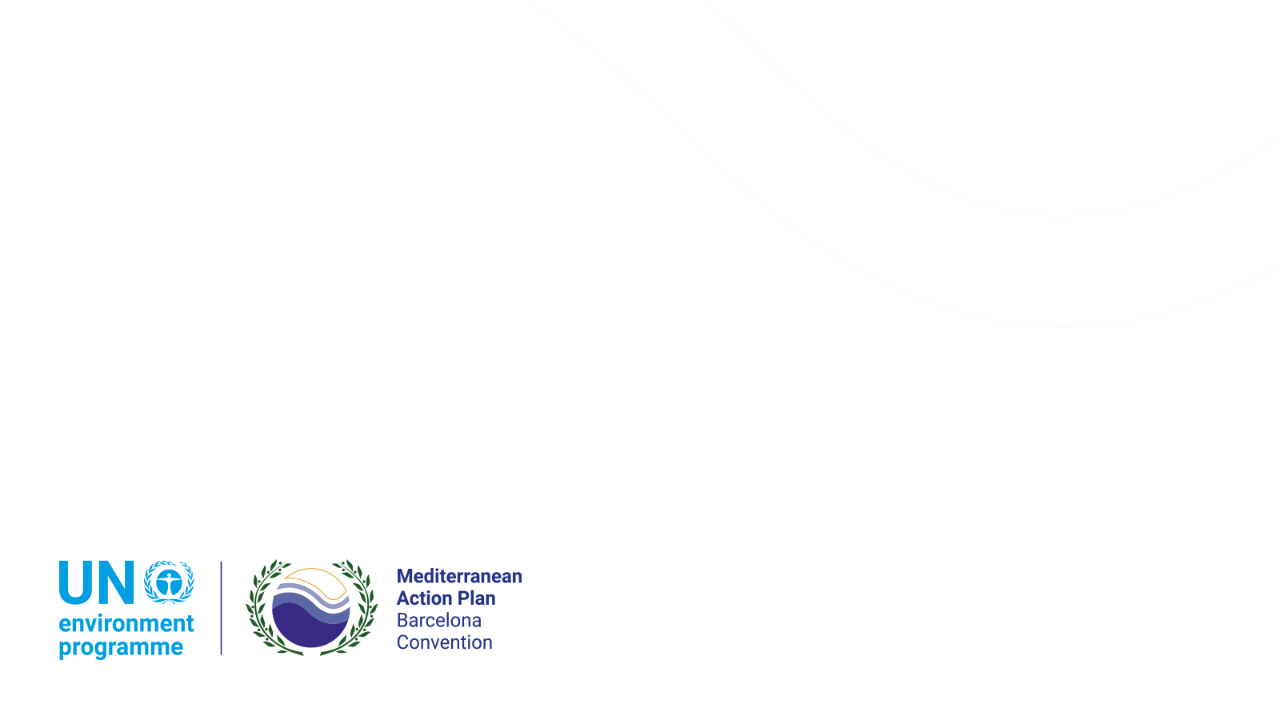 UN
environment
programme
Mediterranean
Action Plan
Barcelona
Convention